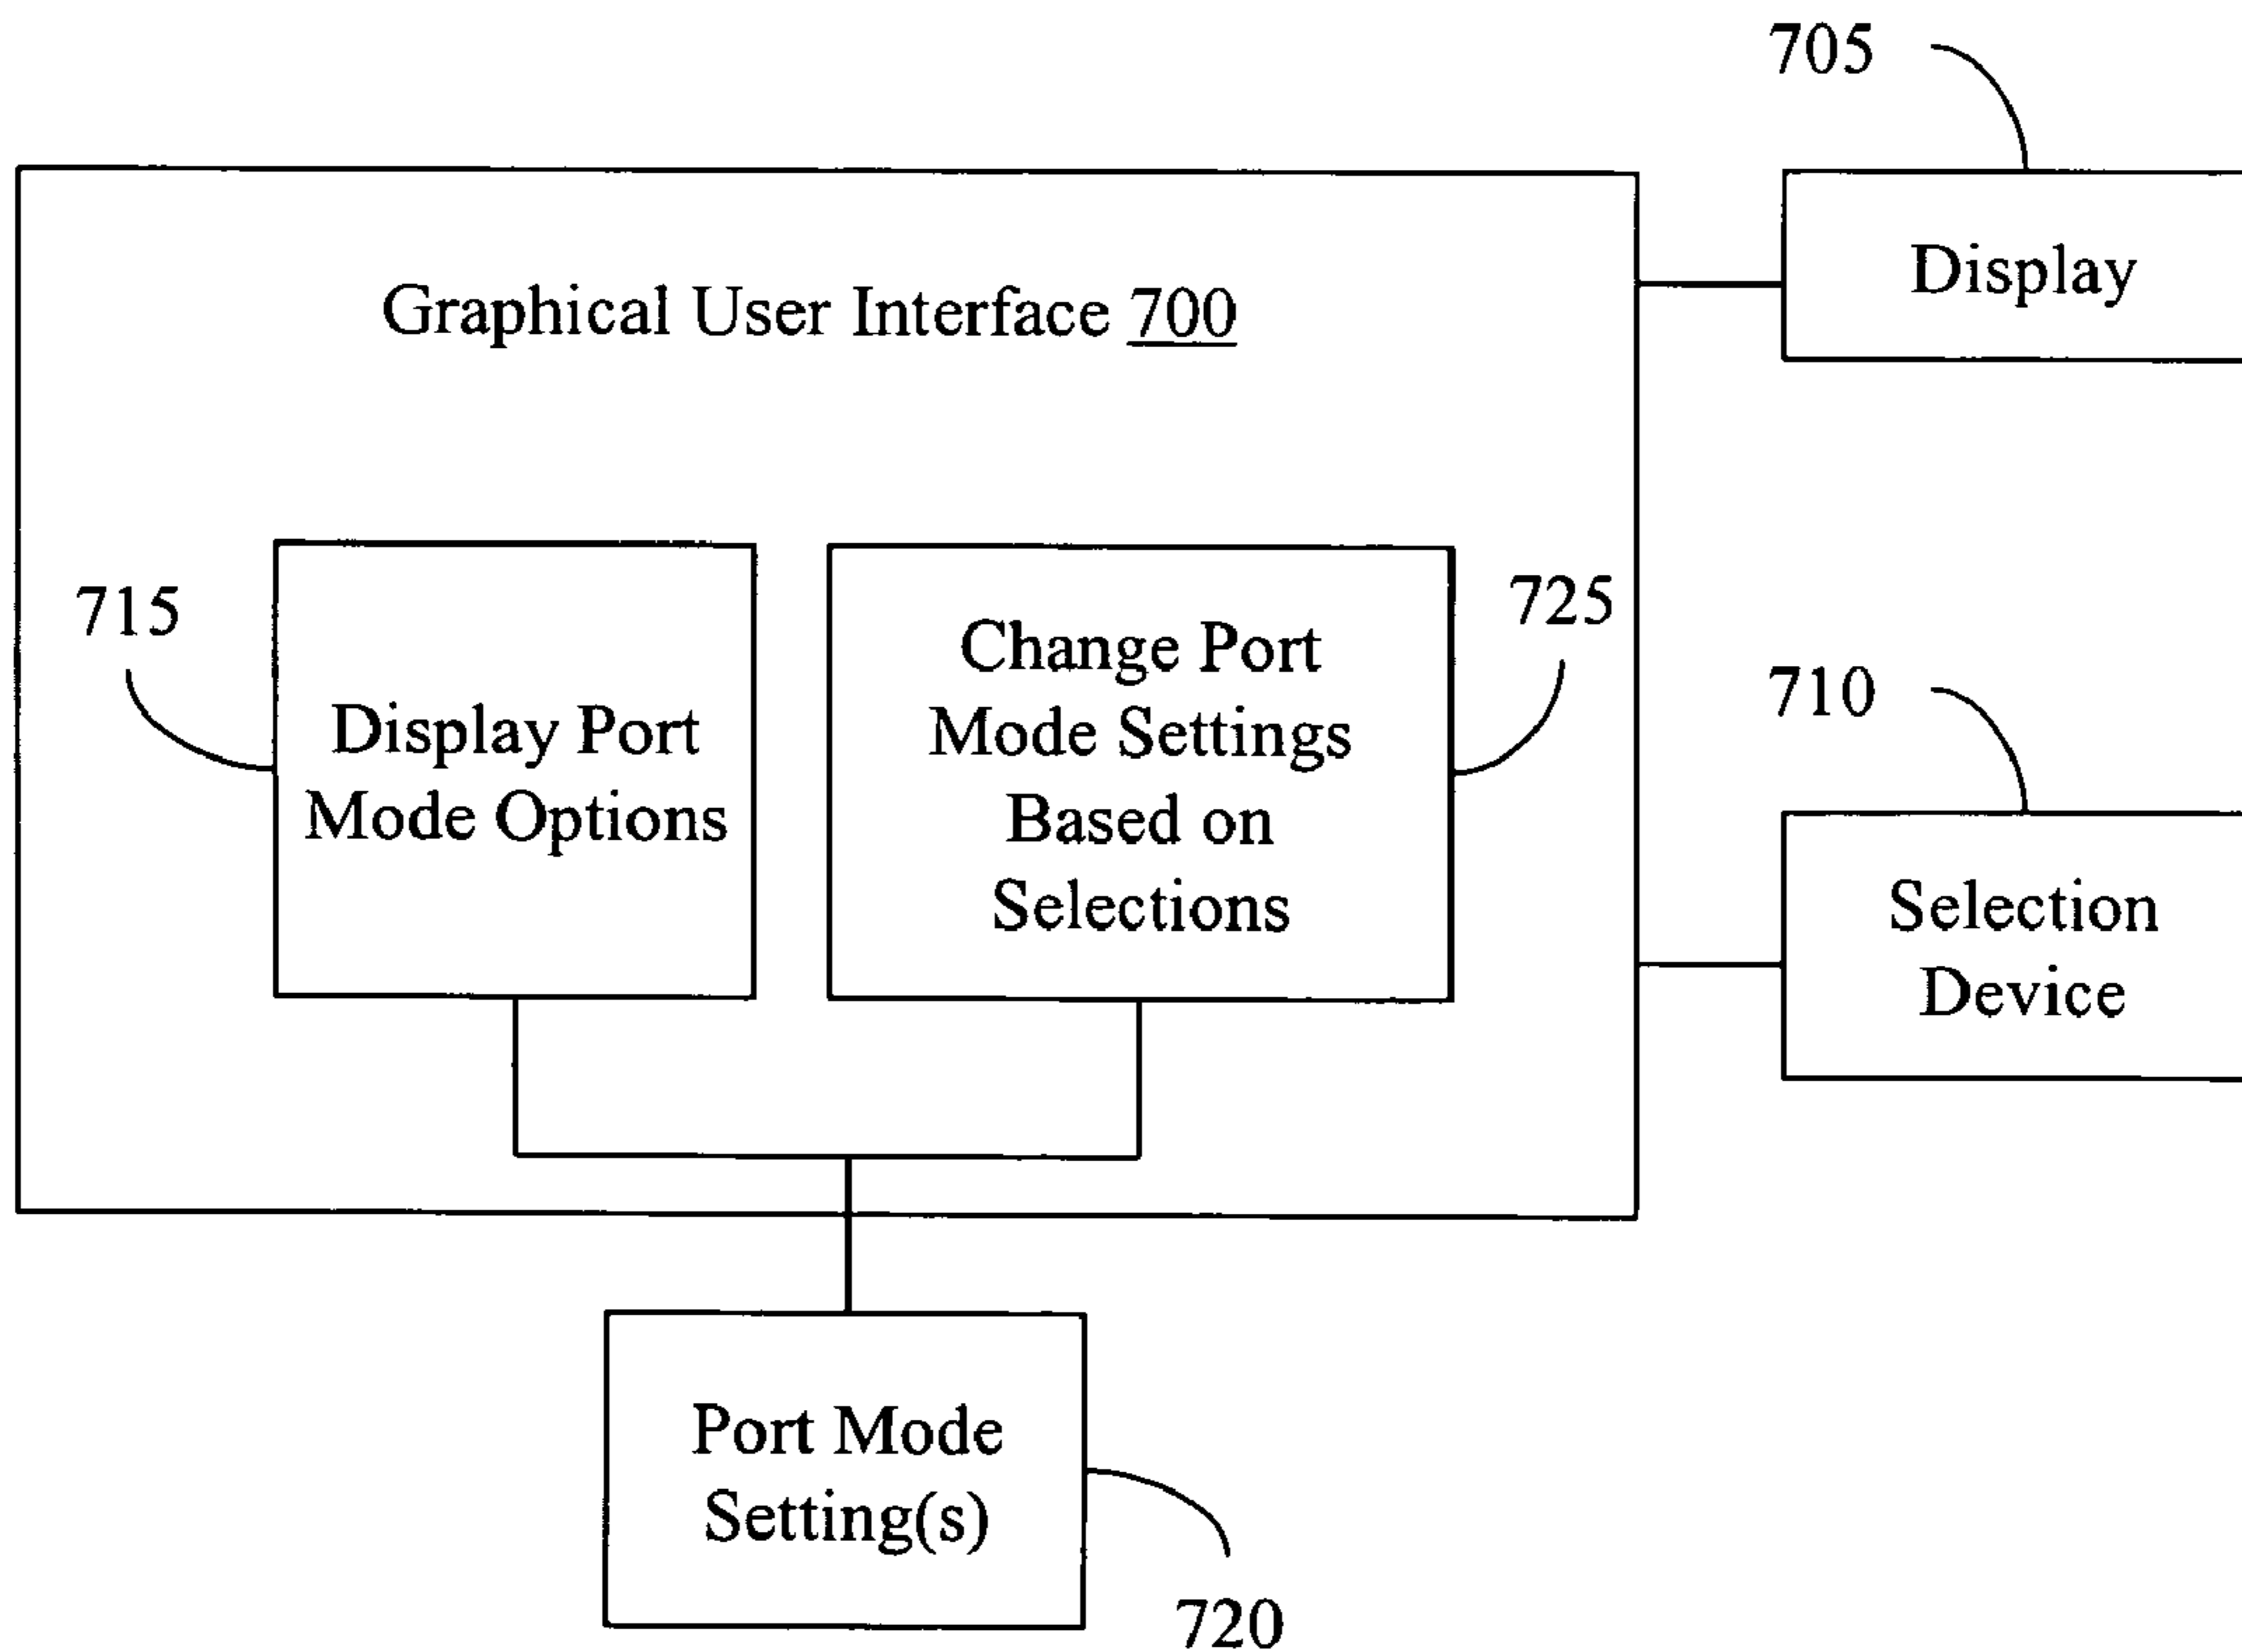 705
Display
Graphical User Interface 700
715
Display Port
Mode Options
Change Port
Mode Settings
Based on
Selections
725
710
Selection
Device
Port Mode
Setting(s)
720